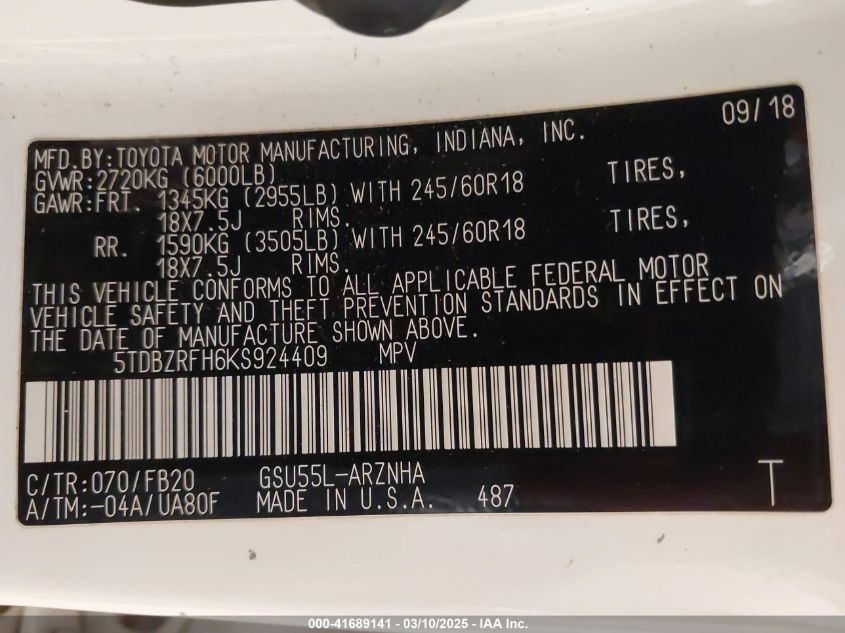 09/18
MFD.BY:TOYOTA MOTOR MANUFACTURING, INDIANA, INC.
GVWR:2720KG (6000LB)
GAWR:FRT. 1345KG (2955LB) WITH 245/60R18 TIRES,
18X7.5J RIMS.
RR. 1590KG (3505LB) WITH 245/60R18 TIRES,
18X7.5J RIMS.
THIS VEHICLE CONFORMS TO ALL APPLICABLE FEDERAL MOTOR
VEHICLE SAFETY AND THEFT PREVENTION STANDARDS IN EFFECT ON
THE DATE OF MANUFACTURE SHOWN ABOVE.
5TDBZRFH6KS924409 MPV
C/TR:070/FB20 GSU55L-ARZNHA
A/TM:-04A/UA80F MADE IN U.S.A. 487
T
000-41689141 - 03/10/2025 - IAA Inc.